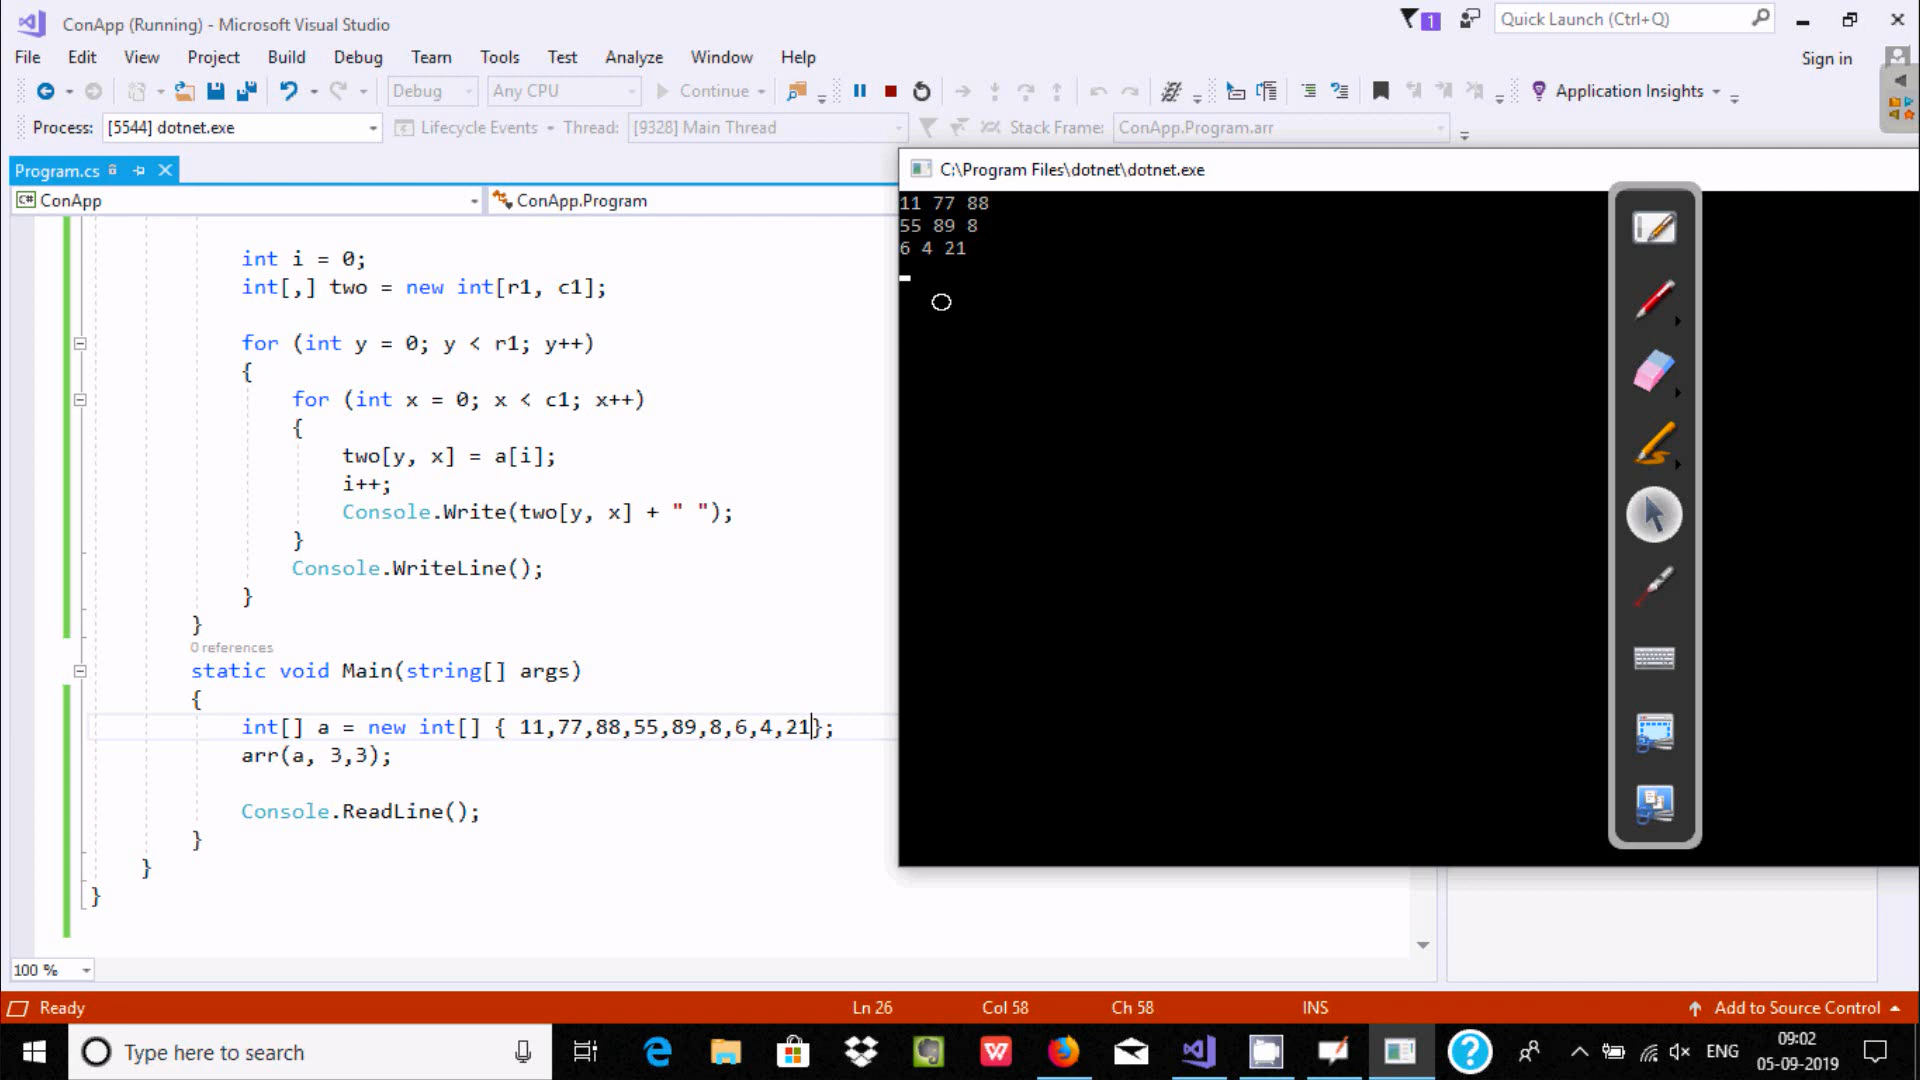 ConApp (Running) - Microsoft Visual Studio
1
Quick Launch (Ctrl+Q)
File Edit View Project Build Debug Team Tools Test Analyze Window Help
Sign in
Debug Any CPU Continue Application Insights
Process: [5544] dotnet.exe Lifecycle Events Thread: [9328] Main Thread Stack Frame: ConApp.Program.arr
Program.cs
C# ConApp ConApp.Program
int i = 0;
int[,] two = new int[r1, c1];
for (int y = 0; y < r1; y++)
{
for (int x = 0; x < c1; x++)
{
two[y, x] = a[i];
i++;
Console.Write(two[y, x] + " ");
}
Console.WriteLine();
}
}
0 references
static void Main(string[] args)
{
int[] a = new int[] { 11,77,88,55,89,8,6,4,21};
arr(a, 3,3);
Console.ReadLine();
}
}
}
C:\Program Files\dotnet\dotnet.exe
11 77 88
55 89 8
6 4 21
100 %
Ready Ln 26 Col 58 Ch 58 INS Add to Source Control
Type here to search
W
?
ENG
09:02
05-09-2019